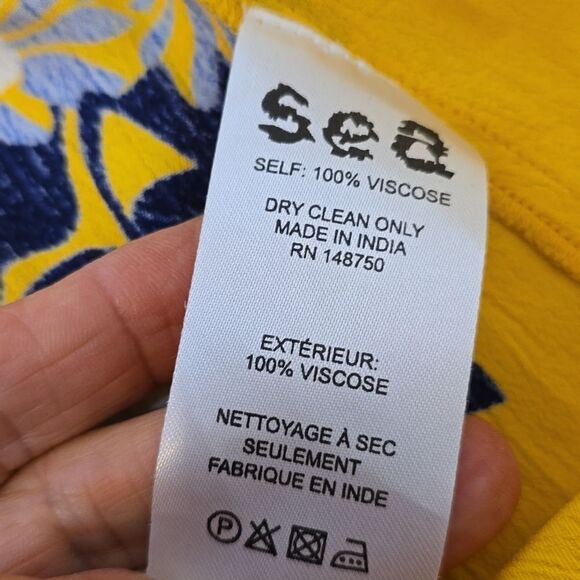 sea
SELF: 100% VISCOSE
DRY CLEAN ONLY
MADE IN INDIA
RN 148750
EXTÉRIEUR:
100% VISCOSE
NETTOYAGE À SEC
SEULEMENT
FABRIQUE EN INDE
P